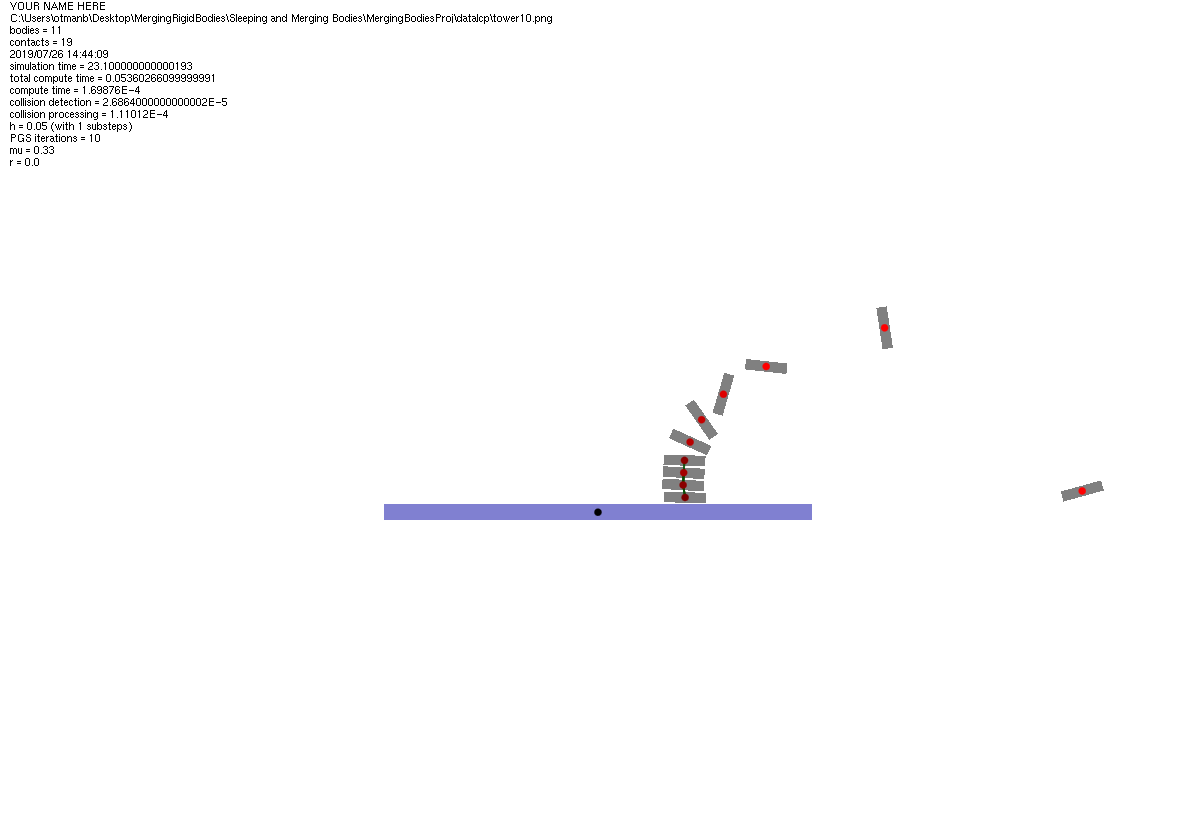 YOUR NAME HERE
C:\Users\otmanb\Desktop\MergingRigidBodies\Sleeping and Merging Bodies\MergingBodiesProj\datalcp\tower10.png
bodies = 11
contacts = 19
2019/07/26 14:44:09
simulation time = 23.100000000000193
total compute time = 0.05360266099999991
compute time = 1.69876E-4
collision detection = 2.6864000000000002E-5
collision processing = 1.11012E-4
h = 0.05 (with 1 substeps)
PGS iterations = 10
mu = 0.33
r = 0.0